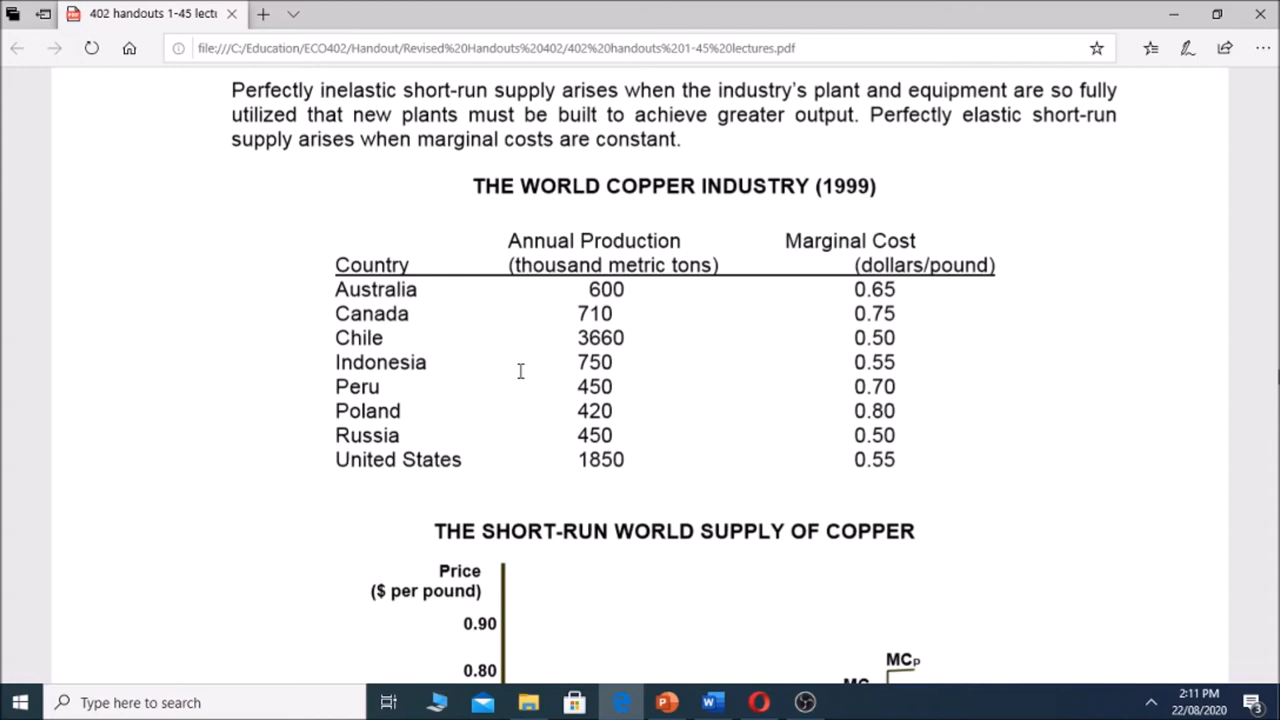 402 handouts 1-45 lectu
file:///C:/Education/ECO402/Handout/Revised%20Handouts%20402/402%20handouts%201-45%20lectures.pdf
Perfectly inelastic short-run supply arises when the industry's plant and equipment are so fully
utilized that new plants must be built to achieve greater output. Perfectly elastic short-run
supply arises when marginal costs are constant.
THE WORLD COPPER INDUSTRY (1999)
Annual Production Marginal Cost
Country (thousand metric tons) (dollars/pound)
Australia 600 0.65
Canada 710 0.75
Chile 3660 0.50
Indonesia 750 0.55
Peru 450 0.70
Poland 420 0.80
Russia 450 0.50
United States 1850 0.55
THE SHORT-RUN WORLD SUPPLY OF COPPER
Price
($ per pound)
0.90
MCP
0.80
Type here to search
2:11 PM
22/08/2020
3